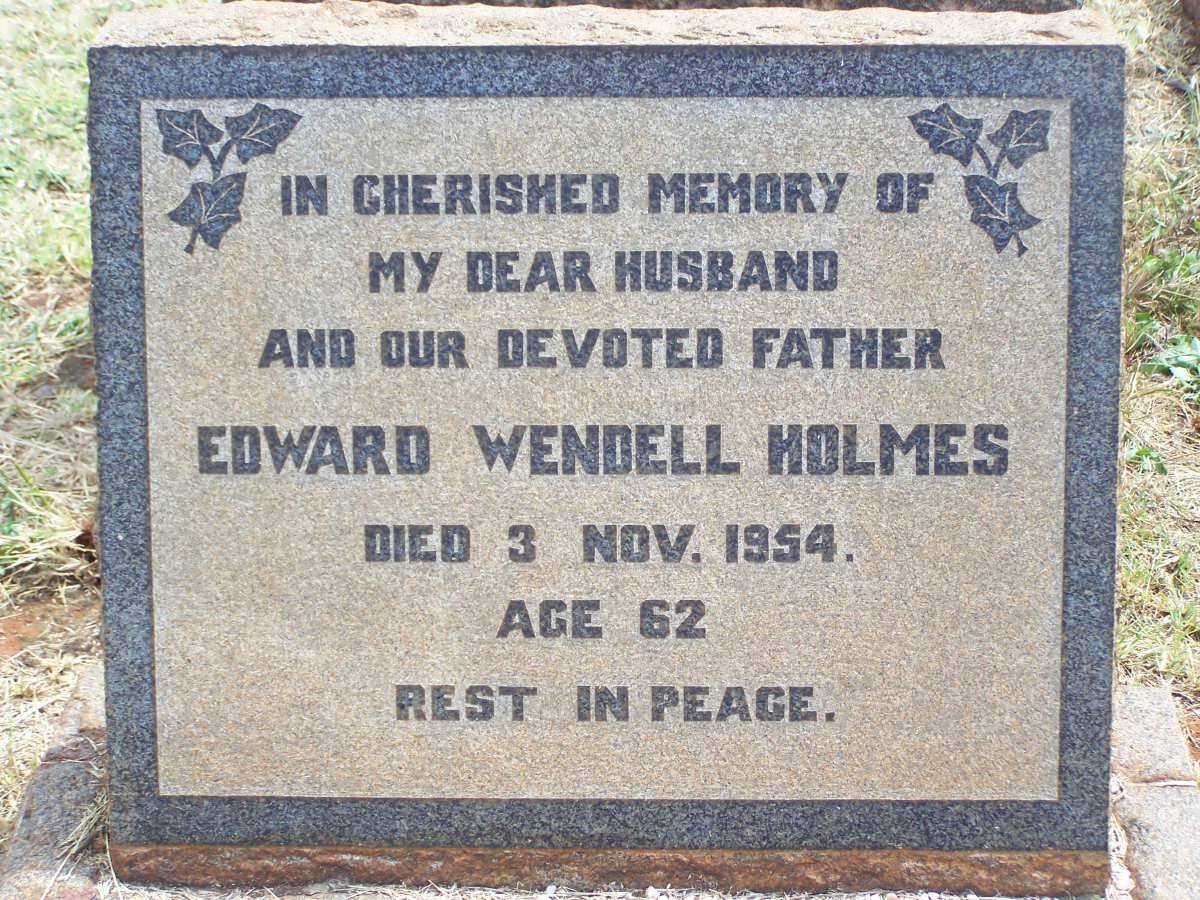 IN CHERISHED MEMORY OF
MY DEAR HUSBAND
AND OUR DEVOTED FATHER
EDWARD WENDELL HOLMES
DIED 3 NOV. 1954.
AGE 62
REST IN PEACE.